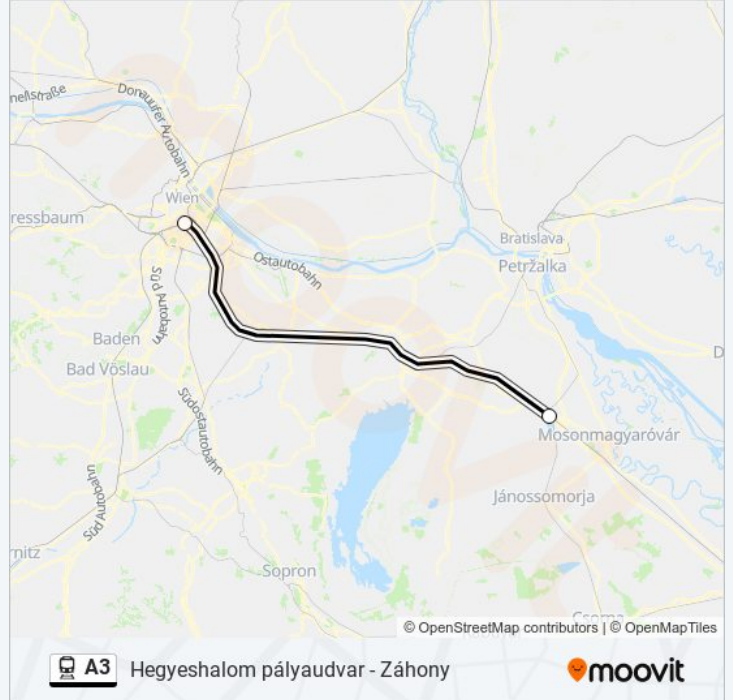 nellstraße
Donauufer Autobahn
Wien
ressbaum
Ostautobahn
Bratislava
Petržalka
Süd Autobahn
Baden
Bad Vöslau
D
Südostautobahn
Mosonmagyaróvár
Süd Autobahn
Jánossomorja
rnitz
Sopron
Csorna
© OpenStreetMap contributors | © OpenMapTiles
A3 Hegyeshalom pályaudvar - Záhony
moovit